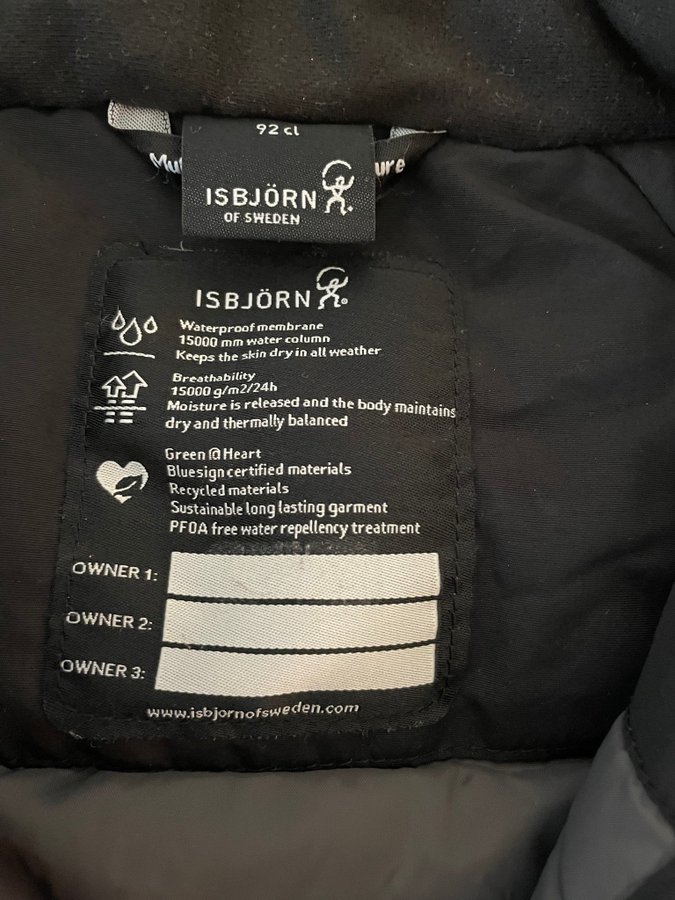 92 cl
ISBJÖRN
OF SWEDEN
ISBJÖRN
Waterproof membrane
15000 mm water column
Keeps the skin dry in all weather
Breathability
15000 g/m2/24h
Moisture is released and the body maintains
dry and thermally balanced
Green @ Heart
Bluesign certified materials
Recycled materials
Sustainable long lasting garment
PFOA free water repellency treatment
OWNER 1:
OWNER 2:
OWNER 3:
www.isbjornofsweden.com